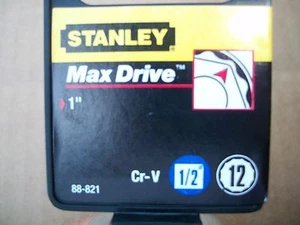 STANLEY
Max Drive™
1"
Cr-V 1/2" 12
88-821